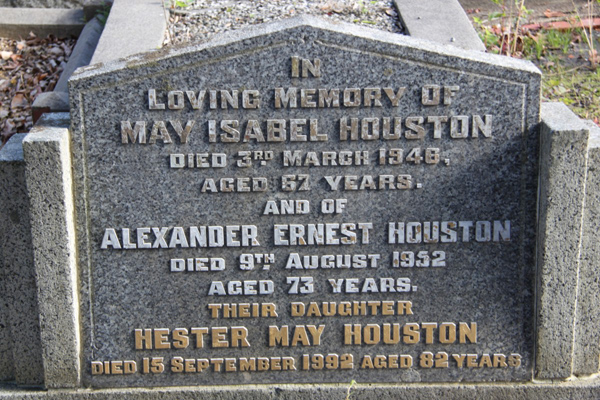 IN
LOVING MEMORY OF
MAY ISABEL HOUSTON
DIED 3RD MARCH 1946,
AGED 57 YEARS.
AND OF
ALEXANDER ERNEST HOUSTON
DIED 9TH AUGUST 1952
AGED 73 YEARS.
THEIR DAUGHTER
HESTER MAY HOUSTON
DIED 15 SEPTEMBER 1992 AGED 82 YEARS